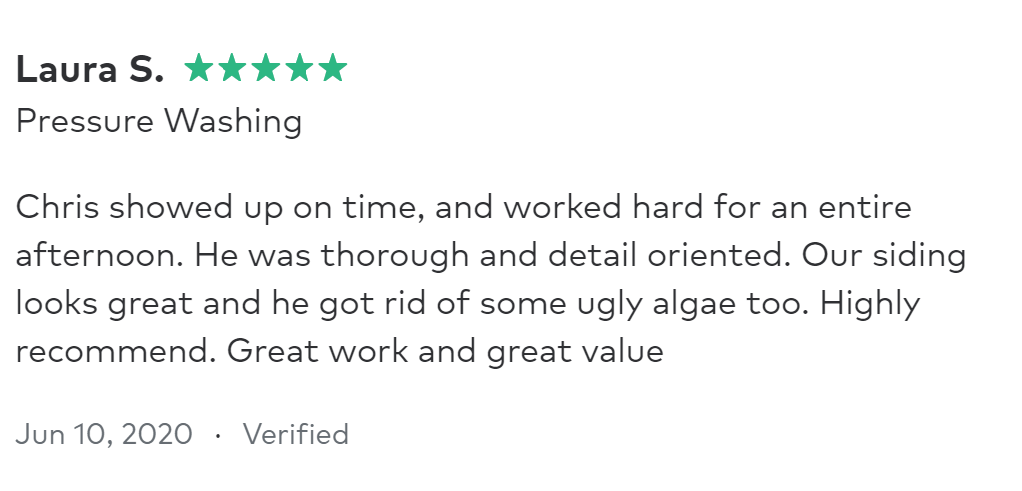 Laura S. ★★★★★
Pressure Washing
Chris showed up on time, and worked hard for an entire
afternoon. He was thorough and detail oriented. Our siding
looks great and he got rid of some ugly algae too. Highly
recommend. Great work and great value
Jun 10, 2020 · Verified